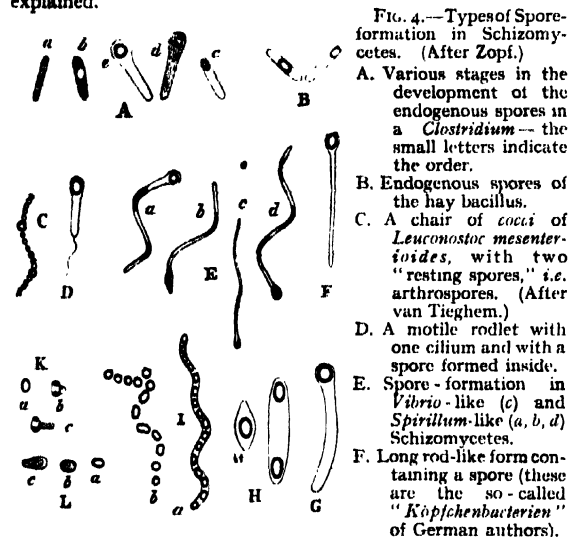 explained.
FIG. 4.—Types of Spore-
formation in Schizomy-
cetes. (After Zopf.)
A. Various stages in the
development of the
endogenous spores in
a Clostridium — the
small letters indicate
the order.
B. Endogenous spores of
the hay bacillus.
C. A chair of cocci of
Leuconostoc mesenter-
ioides, with two
"resting spores," i.e.
arthrospores. (After
van Tieghem.)
D. A motile rodlet with
one cilium and with a
spore formed inside.
E. Spore-formation in
Vibrio-like (c) and
Spirillum-like (a, b, d)
Schizomycetes.
F. Long rod-like form con-
taining a spore (these
are the so-called
"Köpfchenbacterien"
of German authors).
a b e d c
A B
C D a b c d
E F
K
a b c
c b a
L
I
b a
H G